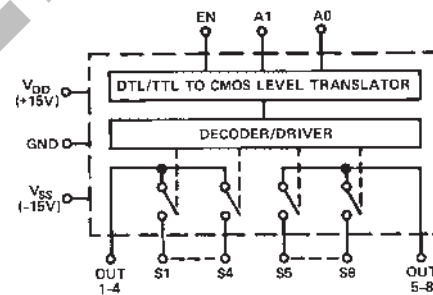 EN A1 A0
DTL/TTL TO CMOS LEVEL TRANSLATOR
VDD
(+15V)
GND
DECODER/DRIVER
VSS
(-15V)
OUT
1-4
S1 S4 S5 S8
OUT
5-8